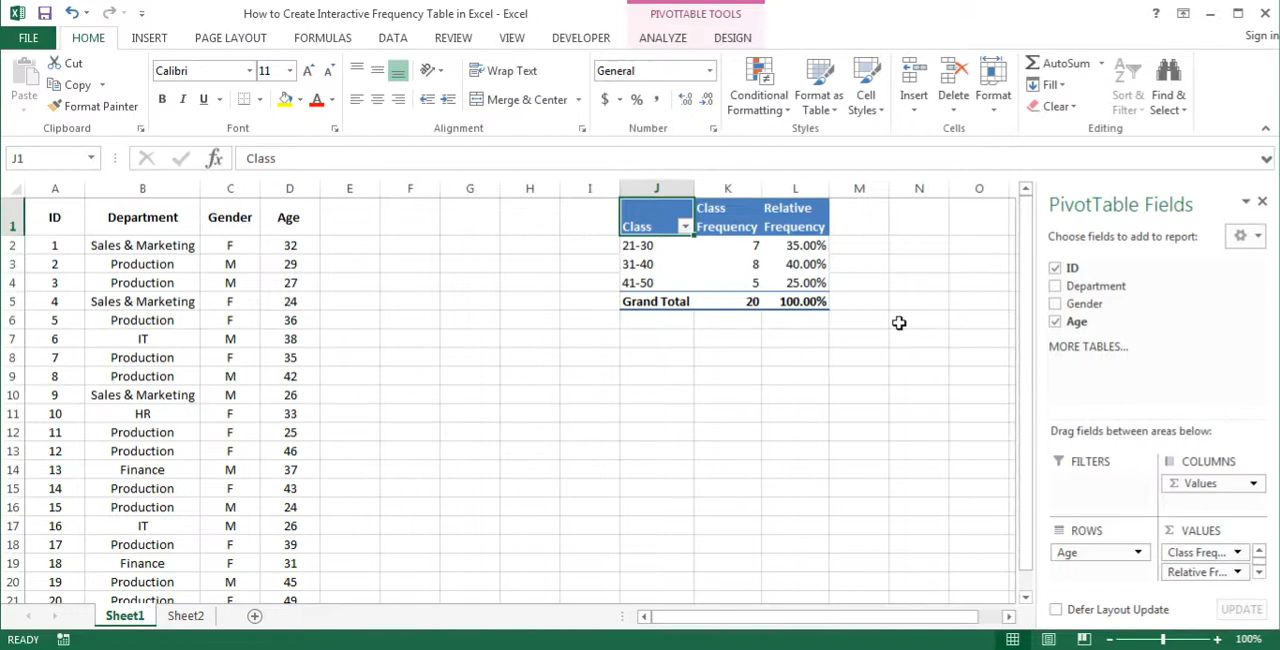 How to Create Interactive Frequency Table in Excel - Excel
PIVOTTABLE TOOLS
Sign in
FILE HOME INSERT PAGE LAYOUT FORMULAS DATA REVIEW VIEW DEVELOPER ANALYZE DESIGN
Cut
Copy
Format Painter
Paste
Clipboard
Calibri 11
B I U
Font
Wrap Text
Merge & Center
Alignment
General
$ % ,
Number
Conditional Formatting
Format as Table
Cell Styles
Styles
Insert Delete Format
Cells
AutoSum
Fill
Clear
Sort & Filter
Find & Select
Editing
J1 fx Class
A B C D E F G H I J K L M N O
1 ID Department Gender Age Class Class Frequency Relative Frequency
2 1 Sales & Marketing F 32 21-30 7 35.00%
3 2 Production M 29 31-40 8 40.00%
4 3 Production M 27 41-50 5 25.00%
5 4 Sales & Marketing F 24 Grand Total 20 100.00%
6 5 Production F 36
7 6 IT M 38
8 7 Production F 35
9 8 Production M 42
10 9 Sales & Marketing M 26
11 10 HR F 33
12 11 Production F 25
13 12 Production F 46
14 13 Finance M 37
15 14 Production F 43
16 15 Production M 24
17 16 IT M 26
18 17 Production F 39
19 18 Finance F 31
20 19 Production M 45
21 20 Production F 49
PivotTable Fields
Choose fields to add to report:
ID
Department
Gender
Age
MORE TABLES...
Drag fields between areas below:
FILTERS
COLUMNS
Values
ROWS
Age
VALUES
Class Freq...
Relative Fr...
Defer Layout Update
UPDATE
Sheet1 Sheet2
READY
100%